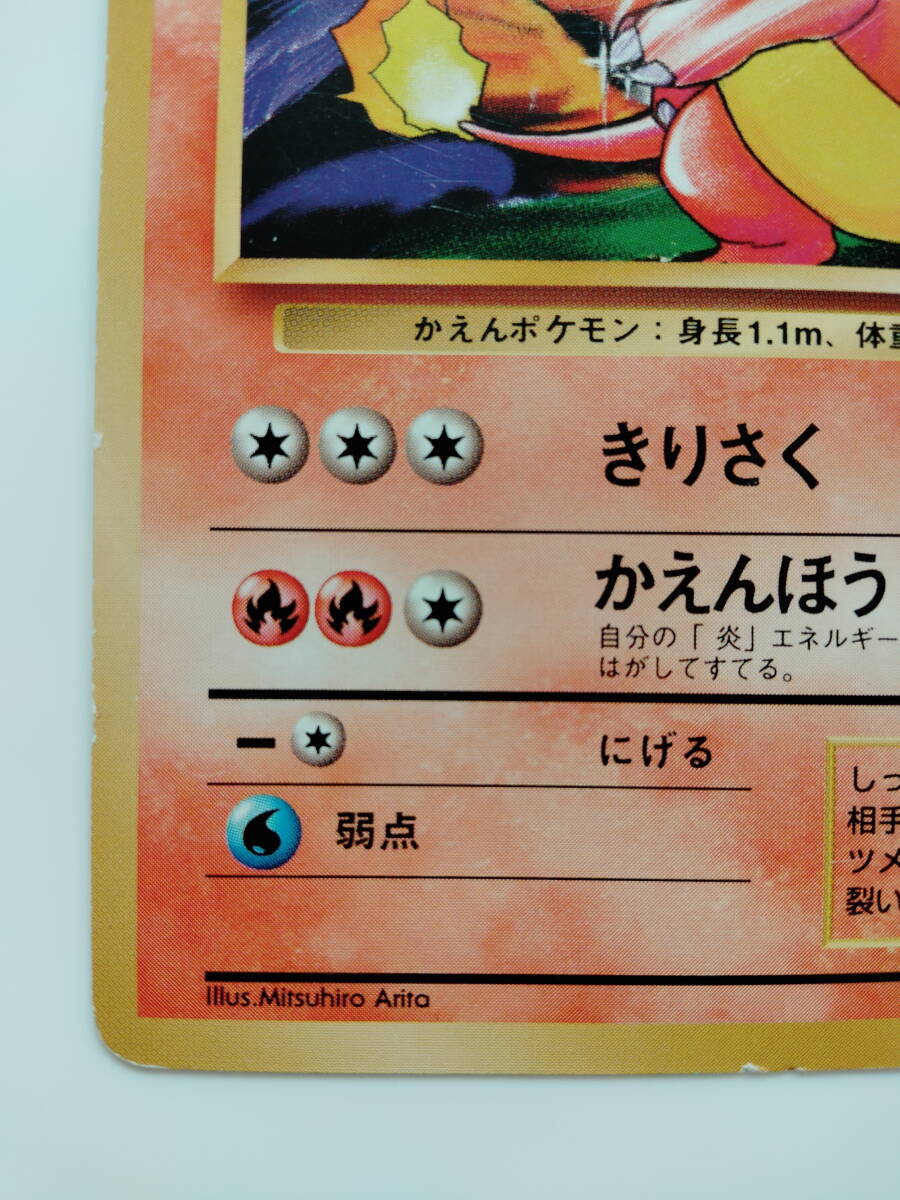 かえんポケモン：身長1.1m、体重
きりさく
かえんほう
自分の「炎」エネルギー
はがしてすてる。
ー にげる
しっ
相手
ツメ
裂い
弱点
Illus.Mitsuhiro Arita